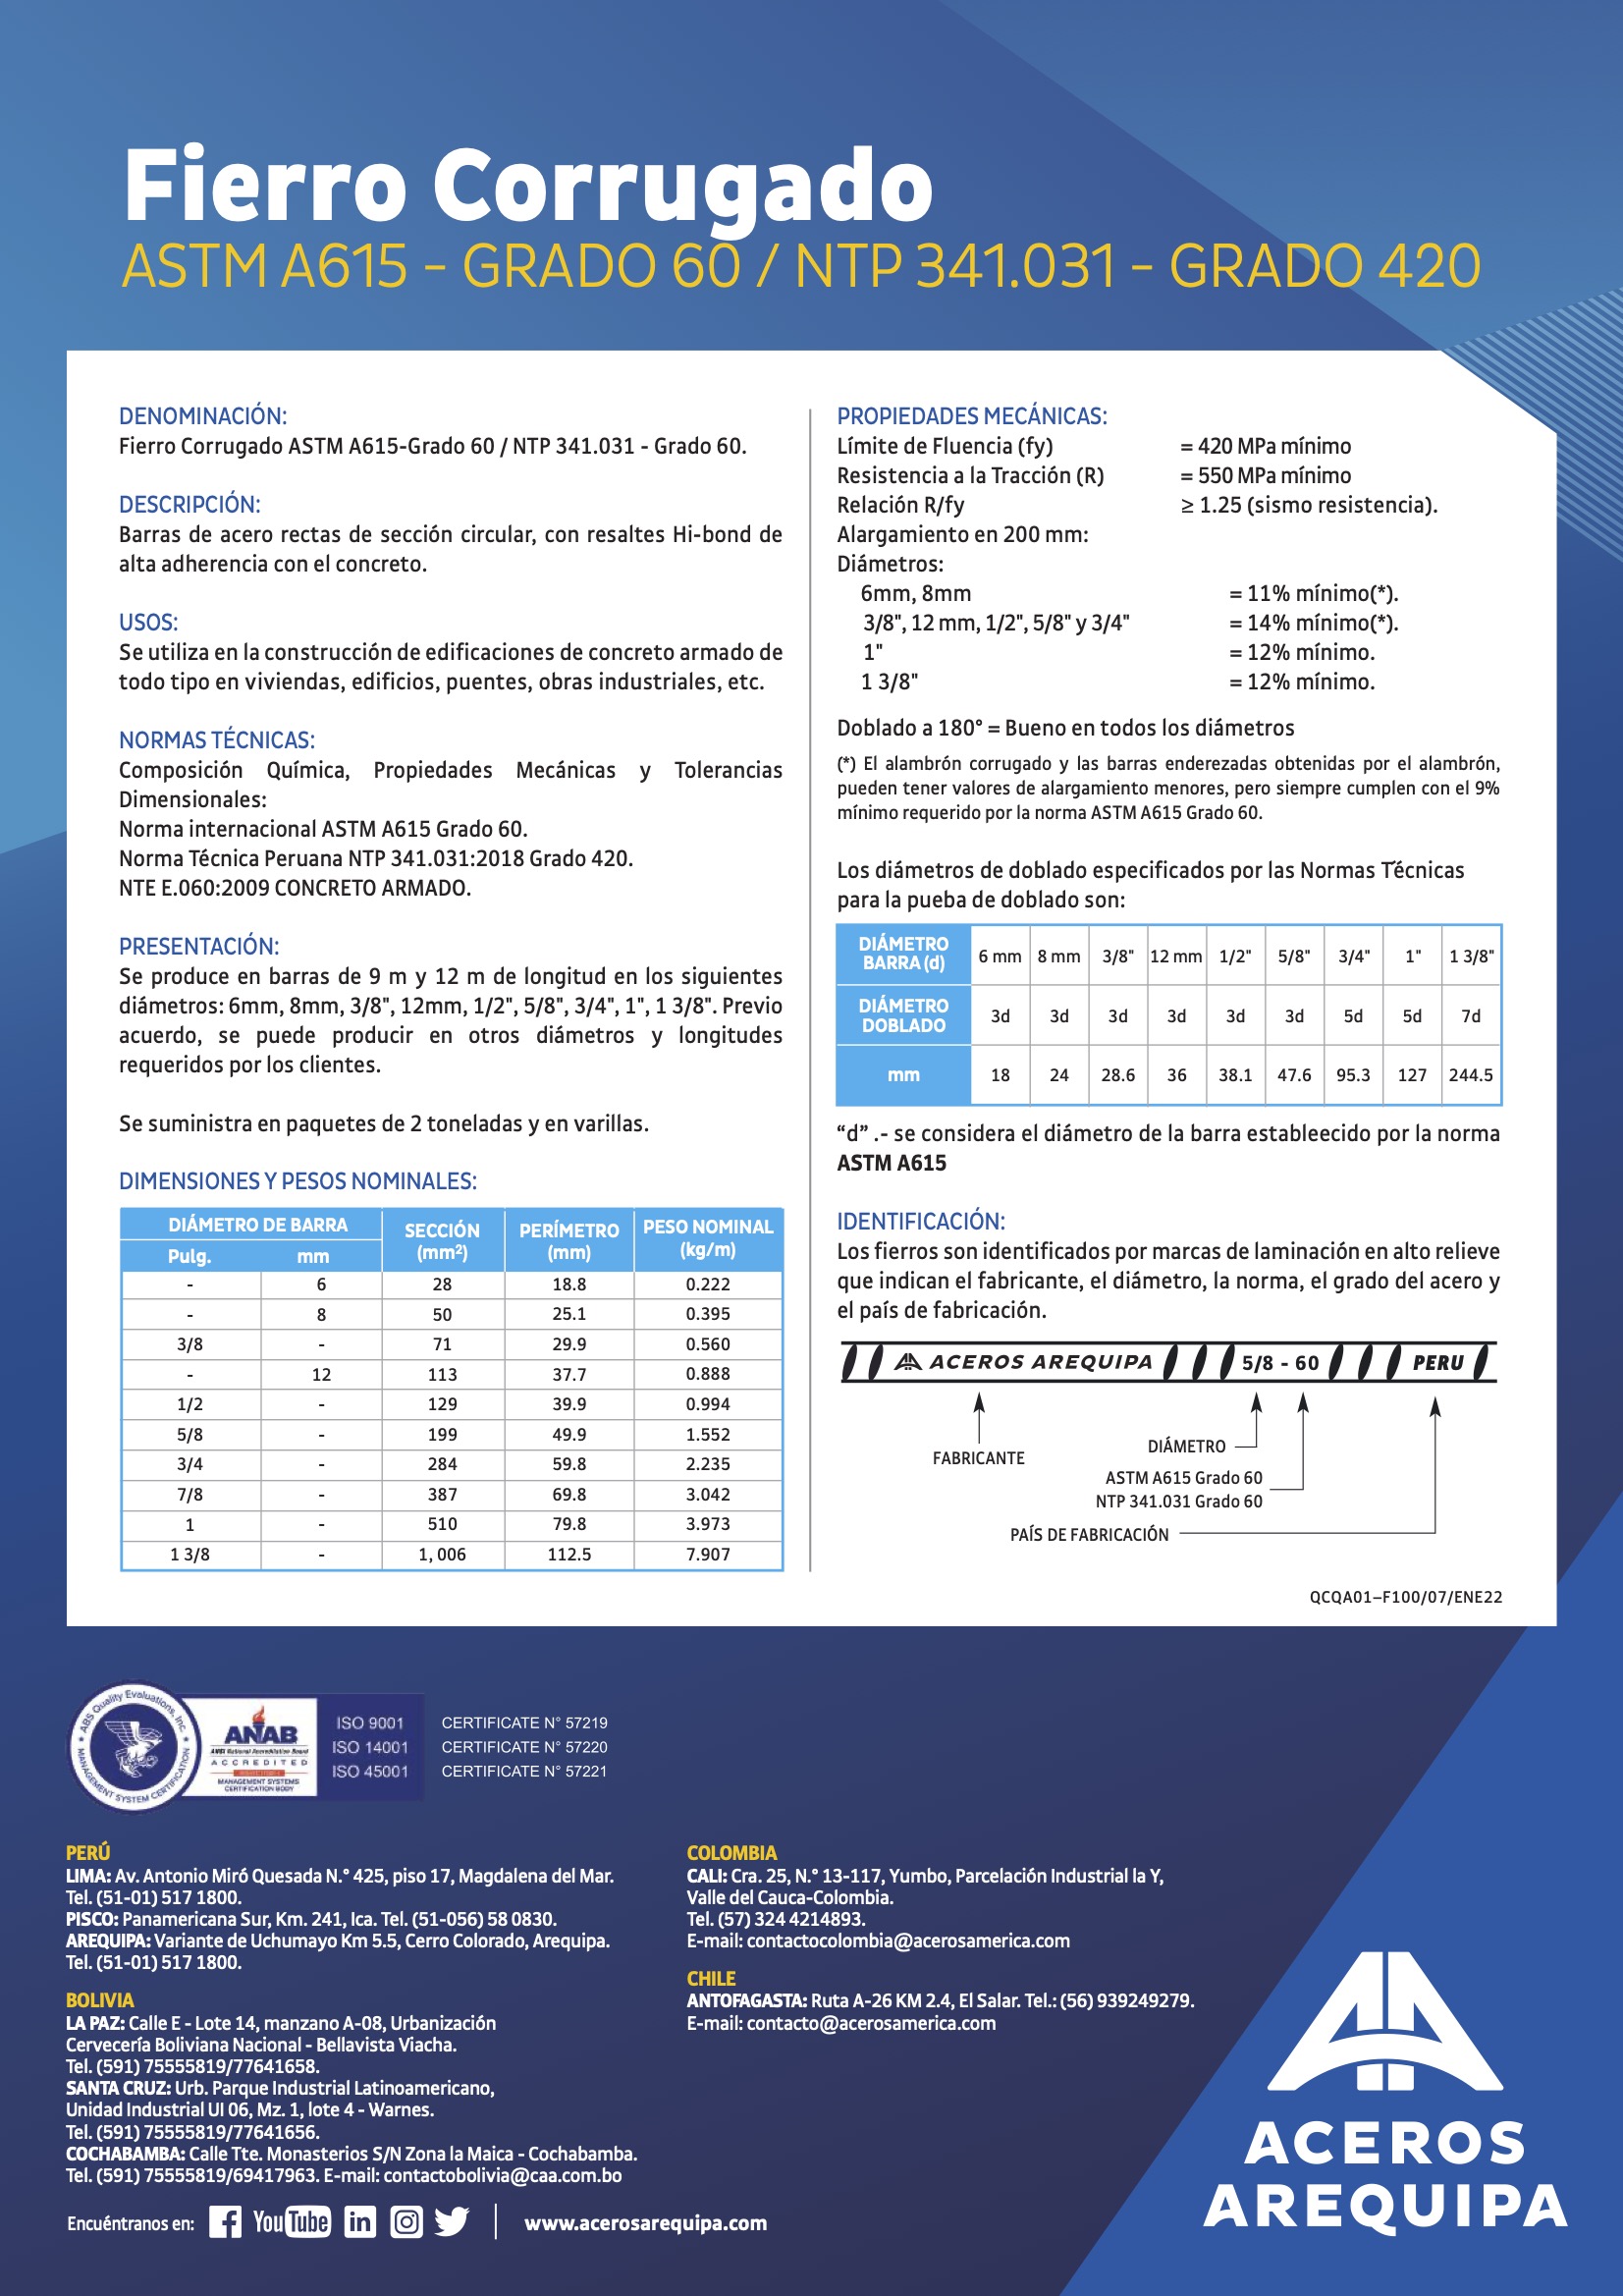 Fierro Corrugado
ASTM A615 - GRADO 60 / NTP 341.031 - GRADO 420
DENOMINACIÓN:
Fierro Corrugado ASTM A615-Grado 60 / NTP 341.031 - Grado 60.
DESCRIPCIÓN:
Barras de acero rectas de sección circular, con resaltes Hi-bond de
alta adherencia con el concreto.
USOS:
Se utiliza en la construcción de edificaciones de concreto armado de
todo tipo en viviendas, edificios, puentes, obras industriales, etc.
NORMAS TÉCNICAS:
Composición Química, Propiedades Mecánicas y Tolerancias
Dimensionales:
Norma internacional ASTM A615 Grado 60.
Norma Técnica Peruana NTP 341.031:2018 Grado 420.
NTE E.060:2009 CONCRETO ARMADO.
PRESENTACIÓN:
Se produce en barras de 9 m y 12 m de longitud en los siguientes
diámetros: 6mm, 8mm, 3/8", 12mm, 1/2", 5/8", 3/4", 1", 1 3/8". Previo
acuerdo, se puede producir en otros diámetros y longitudes
requeridos por los clientes.
Se suministra en paquetes de 2 toneladas y en varillas.
DIMENSIONES Y PESOS NOMINALES:
DIÁMETRO DE BARRA SECCIÓN (mm²) PERÍMETRO (mm) PESO NOMINAL (kg/m)
Pulg. mm
- 6 28 18.8 0.222
- 8 50 25.1 0.395
3/8 - 71 29.9 0.560
- 12 113 37.7 0.888
1/2 - 129 39.9 0.994
5/8 - 199 49.9 1.552
3/4 - 284 59.8 2.235
7/8 - 387 69.8 3.042
1 - 510 79.8 3.973
1 3/8 - 1, 006 112.5 7.907
PROPIEDADES MECÁNICAS:
Límite de Fluencia (fy) = 420 MPa mínimo
Resistencia a la Tracción (R) = 550 MPa mínimo
Relación R/fy ≥ 1.25 (sismo resistencia).
Alargamiento en 200 mm:
Diámetros:
6mm, 8mm = 11% mínimo(*).
3/8", 12 mm, 1/2", 5/8" y 3/4" = 14% mínimo(*).
1" = 12% mínimo.
1 3/8" = 12% mínimo.
Doblado a 180° = Bueno en todos los diámetros
(*) El alambrón corrugado y las barras enderezadas obtenidas por el alambrón,
pueden tener valores de alargamiento menores, pero siempre cumplen con el 9%
mínimo requerido por la norma ASTM A615 Grado 60.
Los diámetros de doblado especificados por las Normas Técnicas
para la pueba de doblado son:
DIÁMETRO BARRA (d) 6 mm 8 mm 3/8" 12 mm 1/2" 5/8" 3/4" 1" 1 3/8"
DIÁMETRO DOBLADO 3d 3d 3d 3d 3d 3d 5d 5d 7d
mm 18 24 28.6 36 38.1 47.6 95.3 127 244.5
“d” .- se considera el diámetro de la barra estableecido por la norma
ASTM A615
IDENTIFICACIÓN:
Los fierros son identificados por marcas de laminación en alto relieve
que indican el fabricante, el diámetro, la norma, el grado del acero y
el país de fabricación.
ACEROS AREQUIPA 5/8 - 60 PERU
FABRICANTE
DIÁMETRO
ASTM A615 Grado 60
NTP 341.031 Grado 60
PAÍS DE FABRICACIÓN
QCQA01–F100/07/ENE22
ABS Quality Evaluations, Inc.
MANAGEMENT SYSTEM CERTIFICATION
ANAB
ANSI National Accreditation Board
ACCREDITED
MANAGEMENT SYSTEMS
CERTIFICATION BODY
ISO 9001 CERTIFICATE N° 57219
ISO 14001 CERTIFICATE N° 57220
ISO 45001 CERTIFICATE N° 57221
PERÚ
LIMA: Av. Antonio Miró Quesada N.° 425, piso 17, Magdalena del Mar.
Tel. (51-01) 517 1800.
PISCO: Panamericana Sur, Km. 241, Ica. Tel. (51-056) 58 0830.
AREQUIPA: Variante de Uchumayo Km 5.5, Cerro Colorado, Arequipa.
Tel. (51-01) 517 1800.
BOLIVIA
LA PAZ: Calle E - Lote 14, manzano A-08, Urbanización
Cervecería Boliviana Nacional - Bellavista Viacha.
Tel. (591) 75555819/77641658.
SANTA CRUZ: Urb. Parque Industrial Latinoamericano,
Unidad Industrial UI 06, Mz. 1, lote 4 - Warnes.
Tel. (591) 75555819/77641656.
COCHABAMBA: Calle Tte. Monasterios S/N Zona la Maica - Cochabamba.
Tel. (591) 75555819/69417963. E-mail: contactobolivia@caa.com.bo
COLOMBIA
CALI: Cra. 25, N.° 13-117, Yumbo, Parcelación Industrial la Y,
Valle del Cauca-Colombia.
Tel. (57) 324 4214893.
E-mail: contactocolombia@acerosamerica.com
CHILE
ANTOFAGASTA: Ruta A-26 KM 2.4, El Salar. Tel.: (56) 939249279.
E-mail: contacto@acerosamerica.com
Encuéntranos en: YouTube in www.acerosarequipa.com
ACEROS
AREQUIPA